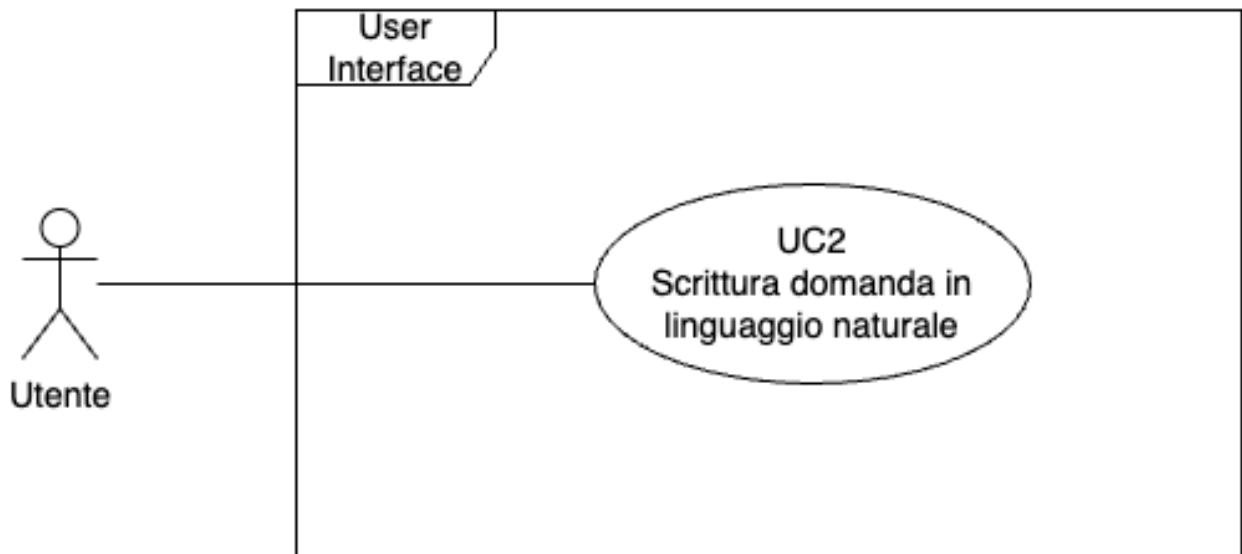 User
Interface
UC2
Scrittura domanda in
linguaggio naturale
Utente